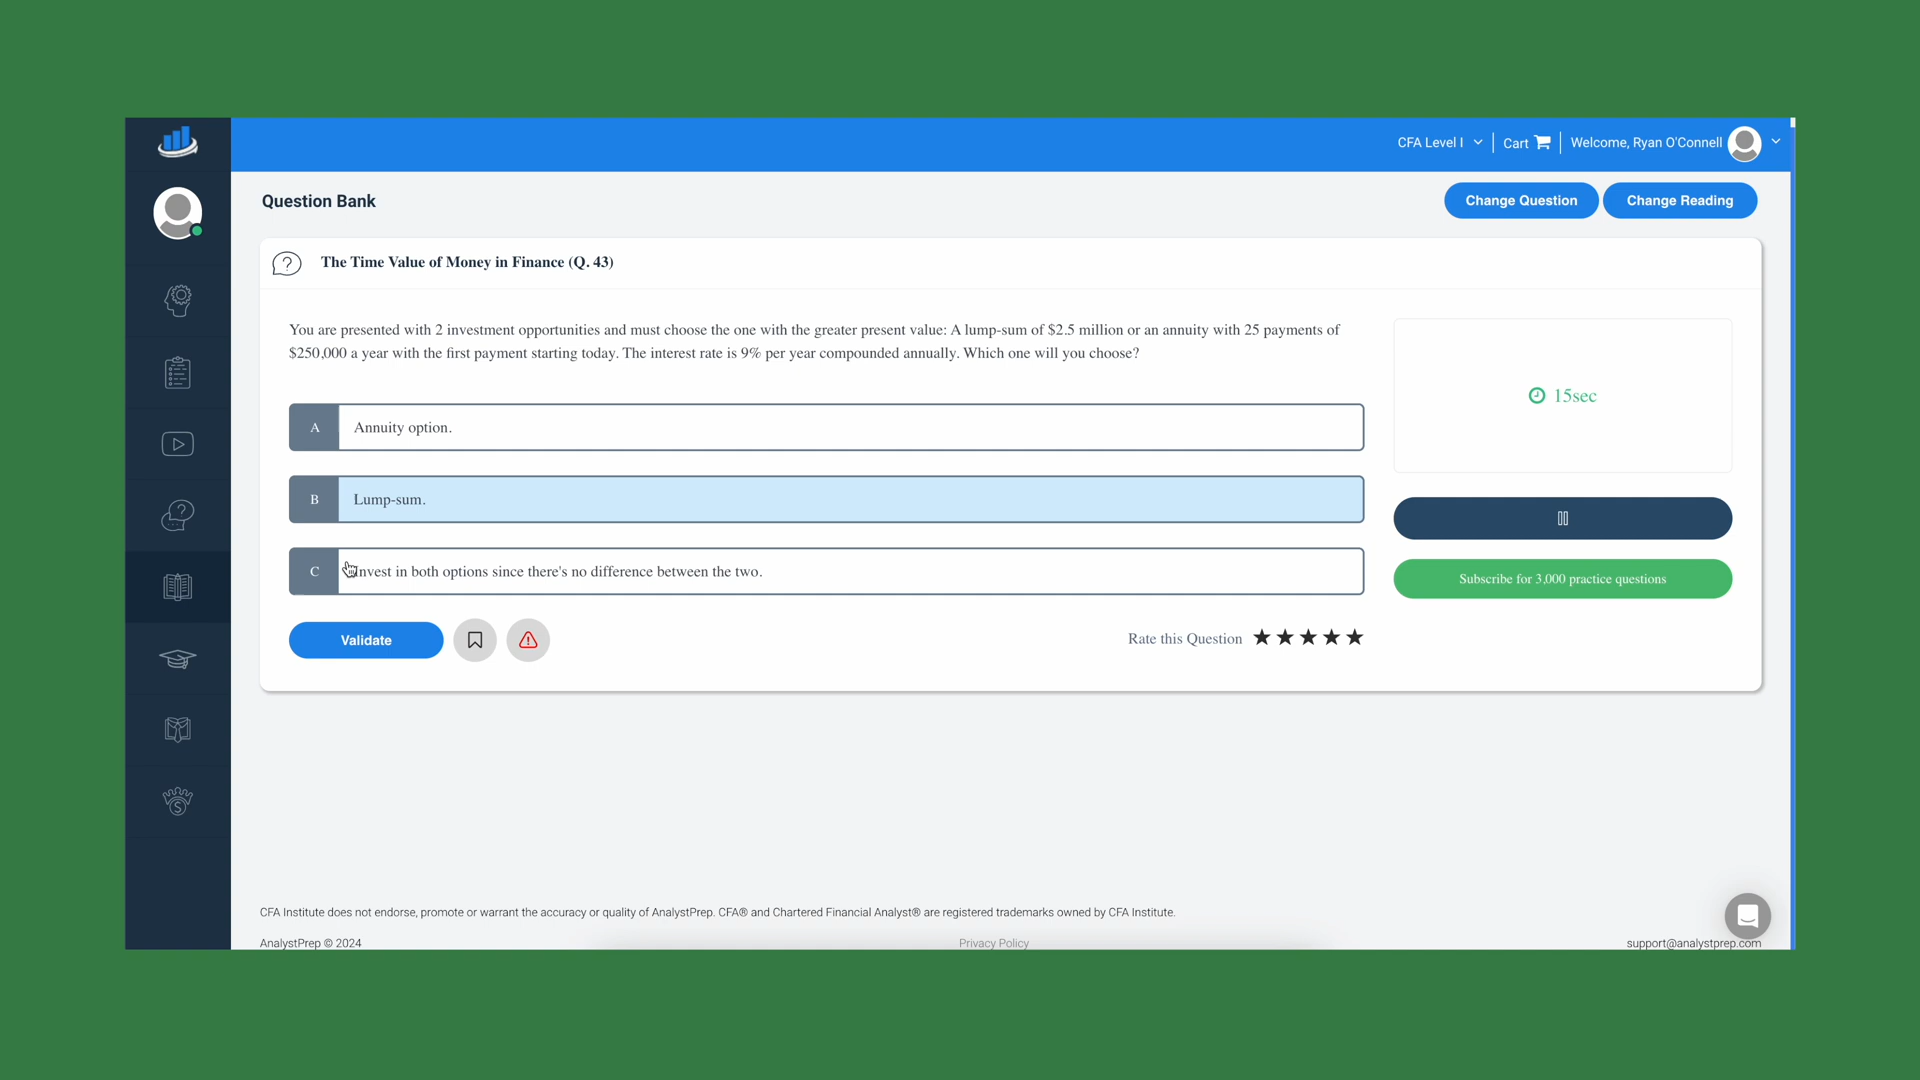 CFA Level I
Cart
Welcome, Ryan O'Connell
Question Bank
Change Question
Change Reading
The Time Value of Money in Finance (Q. 43)
You are presented with 2 investment opportunities and must choose the one with the greater present value: A lump-sum of $2.5 million or an annuity with 25 payments of
$250,000 a year with the first payment starting today. The interest rate is 9% per year compounded annually. Which one will you choose?
15sec
A Annuity option.
B Lump-sum.
C Invest in both options since there's no difference between the two.
Subscribe for 3,000 practice questions
Validate
Rate this Question
CFA Institute does not endorse, promote or warrant the accuracy or quality of AnalystPrep. CFA® and Chartered Financial Analyst® are registered trademarks owned by CFA Institute.
AnalystPrep © 2024
Privacy Policy
support@analystprep.com